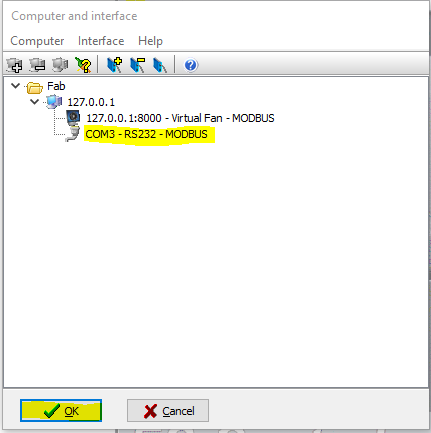 Computer and interface
Computer Interface Help
Fab
127.0.0.1
127.0.0.1:8000 - Virtual Fan - MODBUS
COM3 - RS232 - MODBUS
OK Cancel